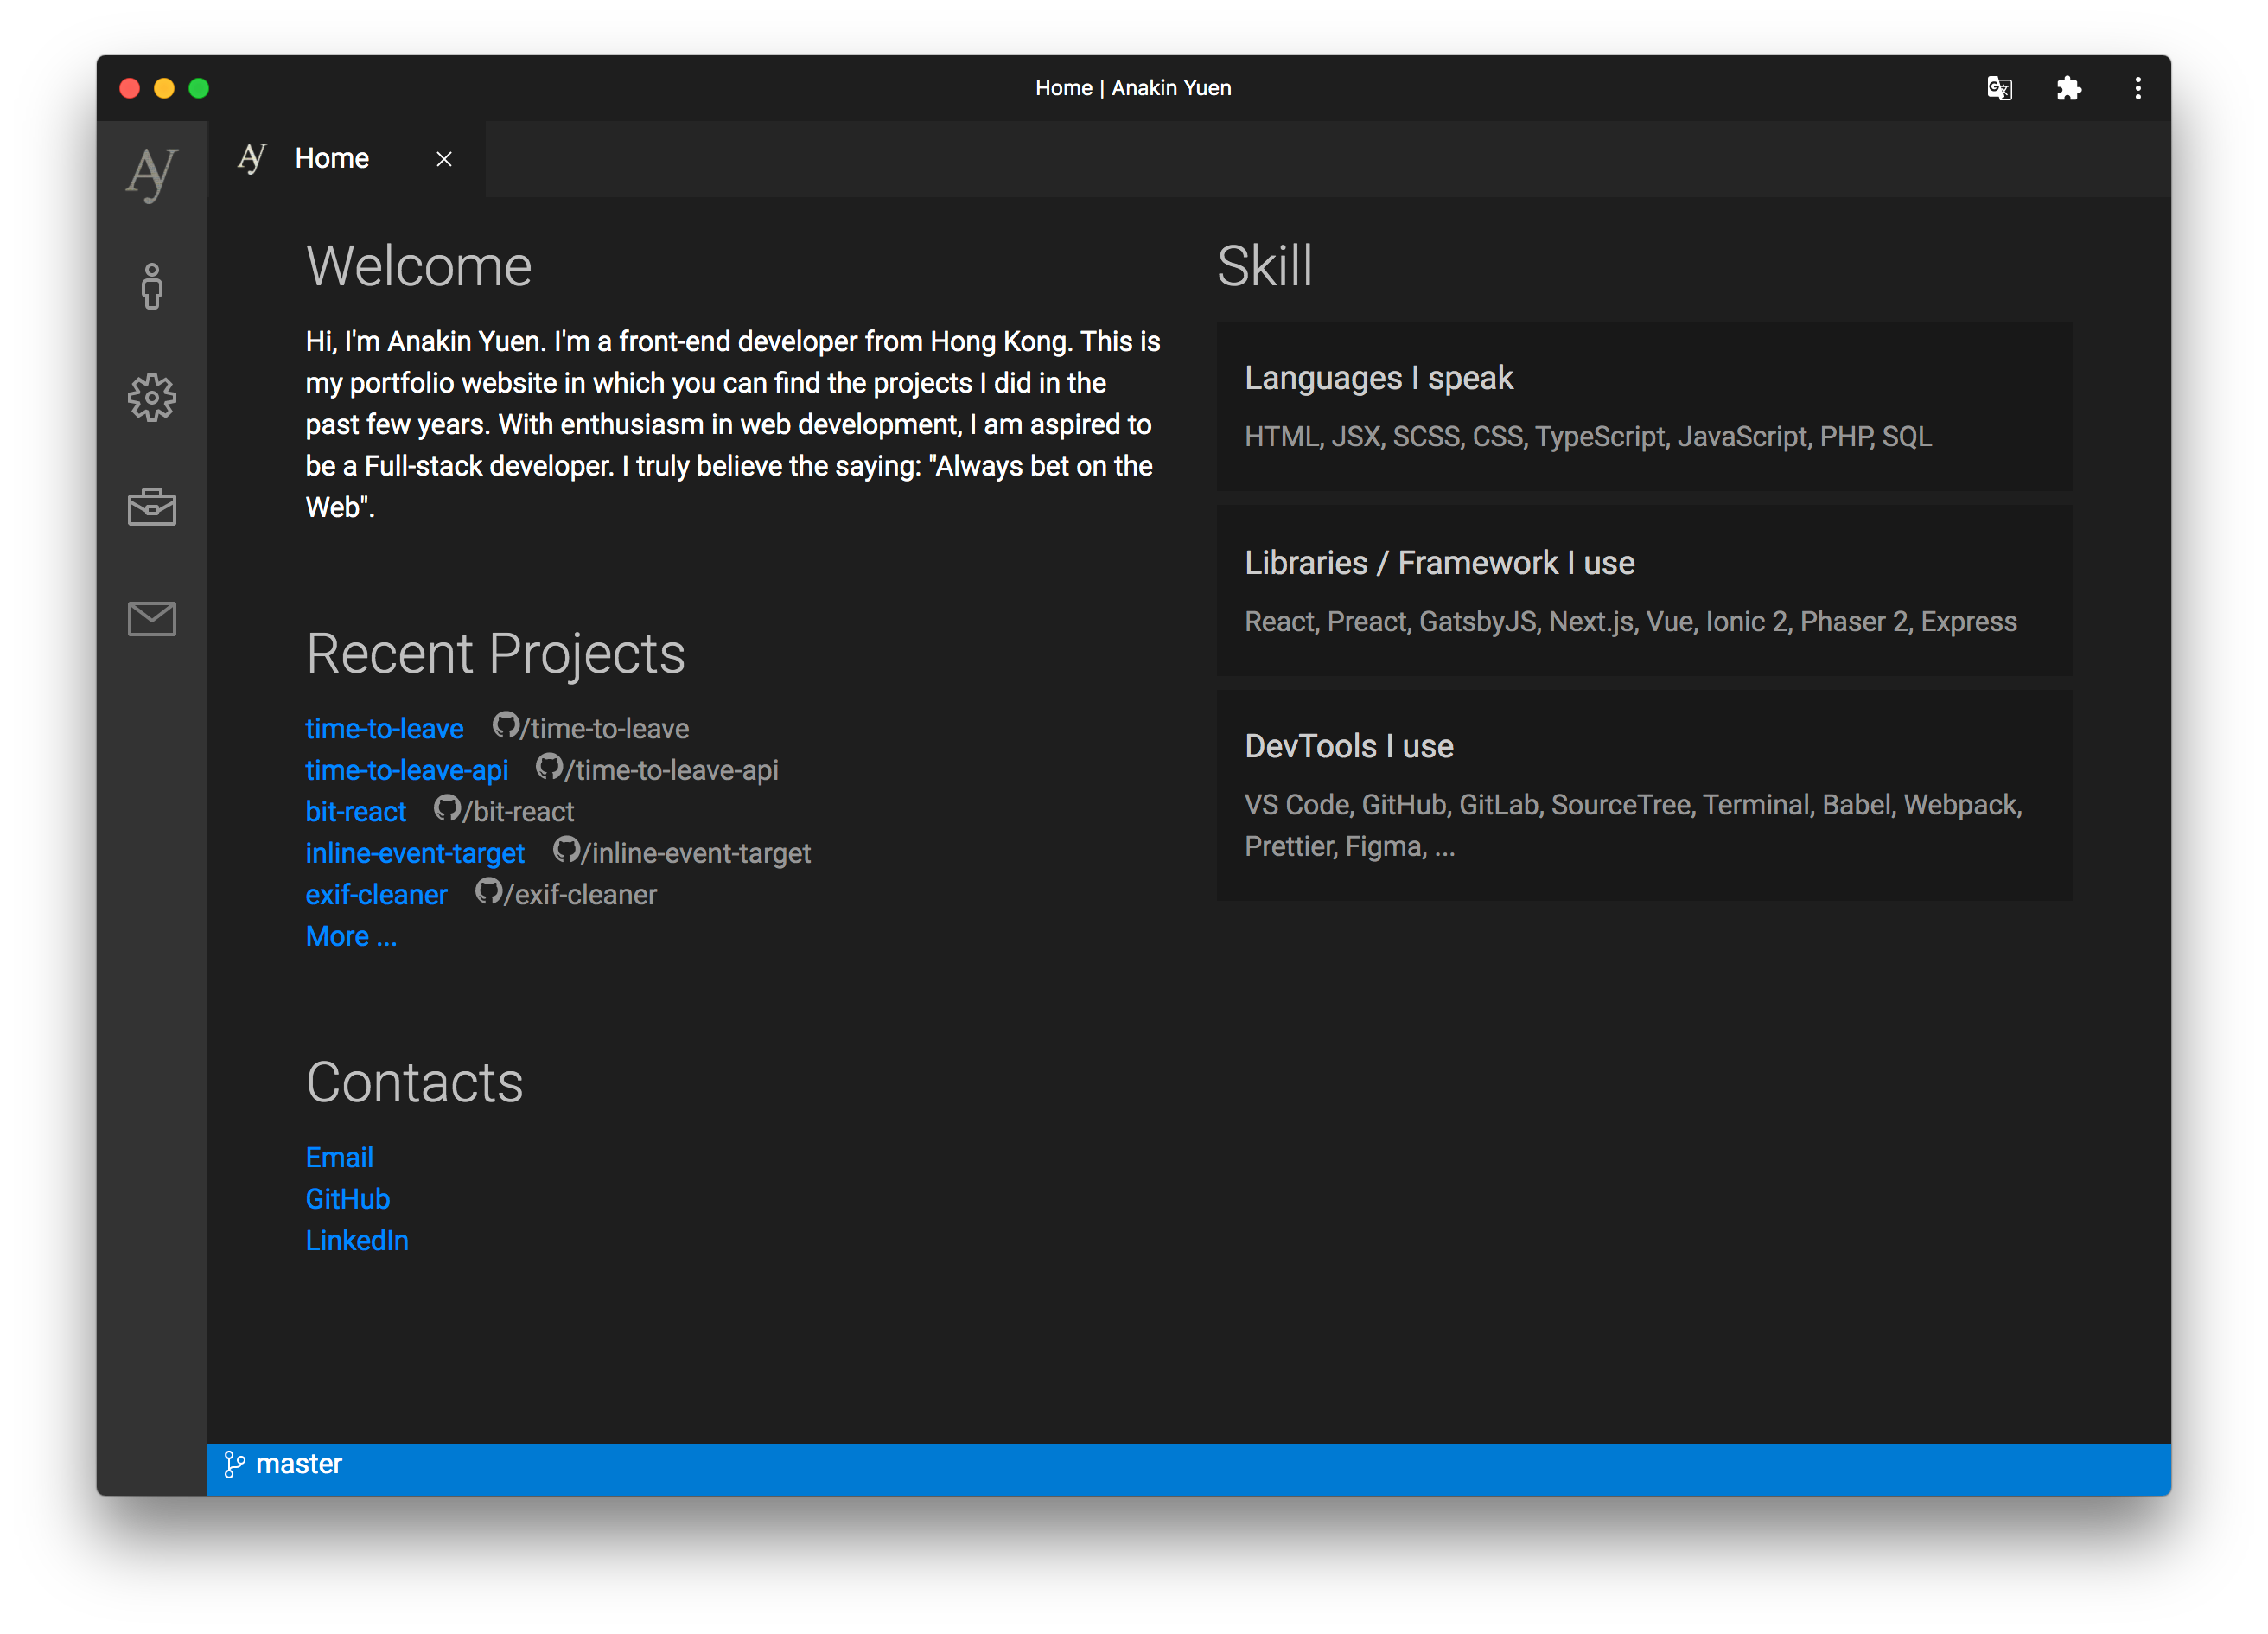 Home | Anakin Yuen
Ay
Ay Home
Welcome
Hi, I'm Anakin Yuen. I'm a front-end developer from Hong Kong. This is
my portfolio website in which you can find the projects I did in the
past few years. With enthusiasm in web development, I am aspired to
be a Full-stack developer. I truly believe the saying: "Always bet on the
Web".
Recent Projects
time-to-leave /time-to-leave
time-to-leave-api /time-to-leave-api
bit-react /bit-react
inline-event-target /inline-event-target
exif-cleaner /exif-cleaner
More ...
Contacts
Email
GitHub
LinkedIn
Skill
Languages I speak
HTML, JSX, SCSS, CSS, TypeScript, JavaScript, PHP, SQL
Libraries / Framework I use
React, Preact, GatsbyJS, Next.js, Vue, Ionic 2, Phaser 2, Express
DevTools I use
VS Code, GitHub, GitLab, SourceTree, Terminal, Babel, Webpack,
Prettier, Figma, ...
master